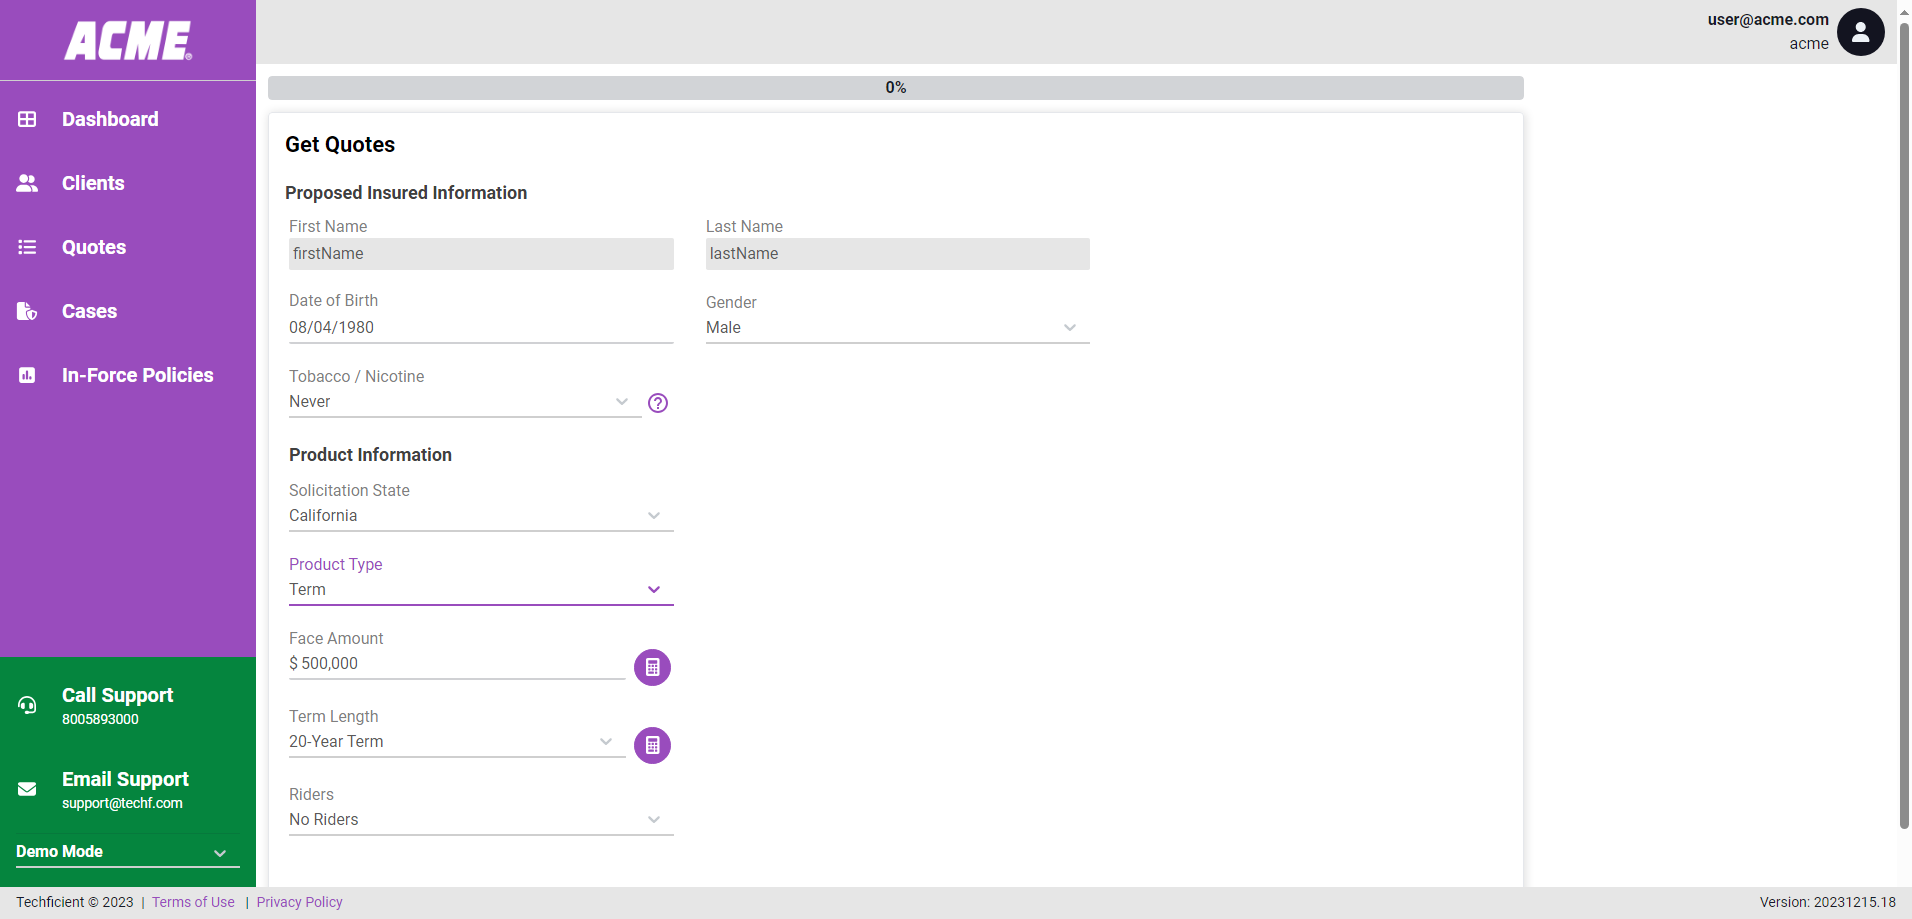 ACME®
user@acme.com
acme
Dashboard
Clients
Quotes
Cases
In-Force Policies
Call Support
8005893000
Email Support
support@techf.com
Demo Mode
0%
Get Quotes
Proposed Insured Information
First Name
firstName
Last Name
lastName
Date of Birth
08/04/1980
Gender
Male
Tobacco / Nicotine
Never
?
Product Information
Solicitation State
California
Product Type
Term
Face Amount
$ 500,000
Term Length
20-Year Term
Riders
No Riders
Techficient © 2023 | Terms of Use | Privacy Policy
Version: 20231215.18